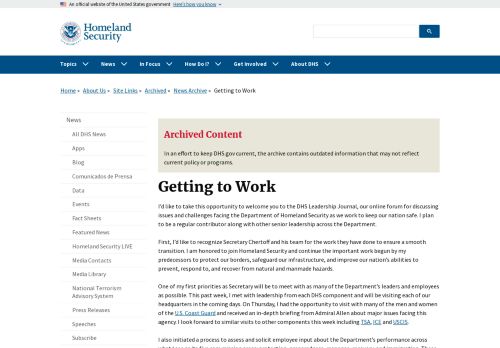 An official website of the United States government Here's how you know
Homeland
Security
Topics News In Focus How Do I? Get Involved About DHS
Home » About Us » Site Links » Archived » News Archive » Getting to Work
News
All DHS News
Apps
Blog
Comunicados de Prensa
Data
Events
Fact Sheets
Featured News
Homeland Security LIVE
Media Contacts
Media Library
National Terrorism
Advisory System
Press Releases
Speeches
Subscribe
Archived Content
In an effort to keep DHS.gov current, the archive contains outdated information that may not reflect
current policy or programs.
Getting to Work
I'd like to take this opportunity to welcome you to the DHS Leadership Journal, our online forum for discussing
issues and challenges facing the Department of Homeland Security as we work to keep our nation safe. I plan
to be a regular contributor along with other senior leadership across the Department.
First, I'd like to recognize Secretary Chertoff and his team for the work they have done to ensure a smooth
transition. I am honored to join Homeland Security and continue the important work begun by my
predecessors to protect our borders, safeguard our infrastructure, and improve our nation's abilities to
prevent, respond to, and recover from natural and manmade hazards.
One of my first priorities as Secretary will be to meet with as many of the Department's leaders and employees
as possible. This past week, I met with leadership from each DHS component and will be visiting each of our
headquarters in the coming days. On Thursday, I had the opportunity to visit with many of the men and women
of the U.S. Coast Guard and received an in-depth briefing from Admiral Allen about major issues facing this
agency. I look forward to similar visits to other components this week including TSA, ICE and USCIS.
I also initiated a process to assess and solicit employee input about the Department's performance across